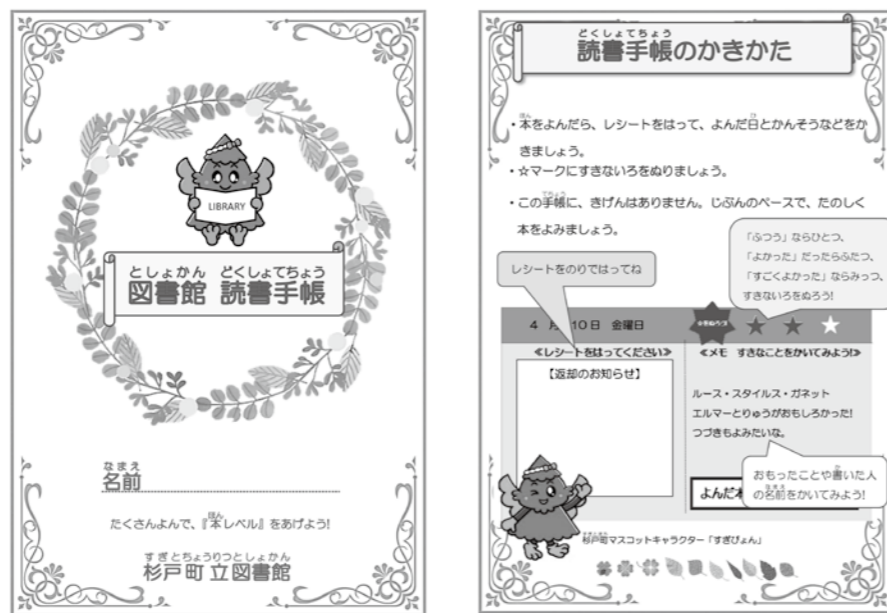 LIBRARY
としょかん どくしょてちょう
図書館 読書手帳
なまえ
名前
ほん
たくさんよんで、『本レベル』をあげよう!
すぎとちょうりつとしょかん
杉戸町立図書館
どくしょてちょう
読書手帳のかきかた
ほん ひ
・本をよんだら、レシートをはって、よんだ日とかんそうなどをか
きましょう。
・☆マークにすきないろをぬりましょう。
てちょう
・この手帳に、きげんはありません。じぶんのペースで、たのしく
本をよみましょう。
「ふつう」ならひとつ、
「よかった」だったらふたつ、
「すごくよかった」ならみっつ、
すきないろをぬろう!
レシートをのりではってね
4 月 10日 金曜日
☆をぬろう
★ ★ ★
≪レシートをはってください≫
≪メモ すきなことをかいてみよう!≫
【返却のお知らせ】
ルース・スタイルス・ガネット
エルマーとりゅうがおもしろかった!
つづきもよみたいな。
おもったことや書いた人
の名前をかいてみよう!
よんだ本
杉戸町マスコットキャラクター「すぎぴょん」